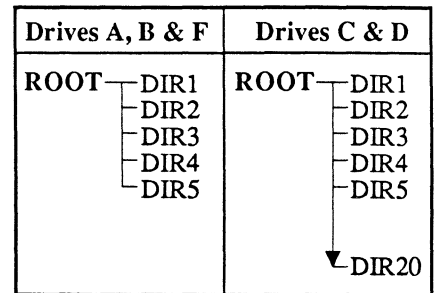 Drives A, B & F Drives C & D
ROOT DIR1 ROOT DIR1
DIR2 DIR2
DIR3 DIR3
DIR4 DIR4
DIR5 DIR5
DIR20